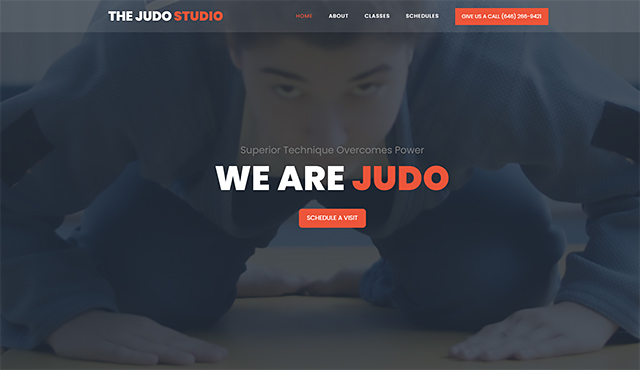 THE JUDO STUDIO
HOME ABOUT CLASSES SCHEDULES
GIVE US A CALL (646) 266-9421
Superior Technique Overcomes Power
WE ARE JUDO
SCHEDULE A VISIT